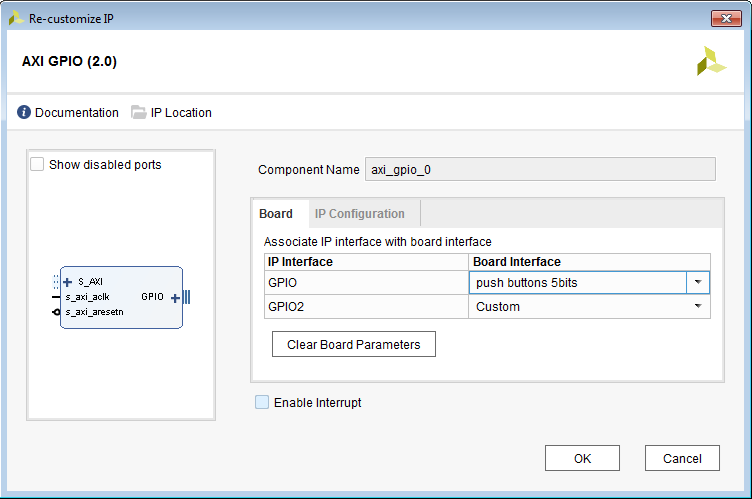 Re-customize IP
AXI GPIO (2.0)
Documentation IP Location
Show disabled ports
S_AXI
s_axi_aclk GPIO
s_axi_aresetn
Component Name axi_gpio_0
Board IP Configuration
Associate IP interface with board interface
IP Interface Board Interface
GPIO push buttons 5bits
GPIO2 Custom
Clear Board Parameters
Enable Interrupt
OK Cancel